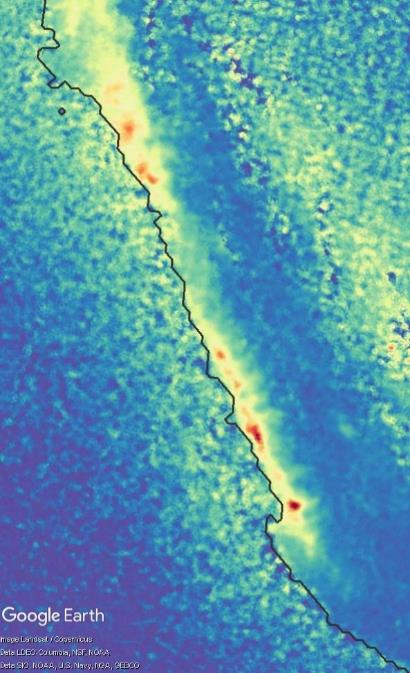 Google Earth
Image Landsat / Copernicus
Data LDEO-Columbia, NSF, NOAA
Data SIO, NOAA, U.S. Navy, NGA, GEBCO